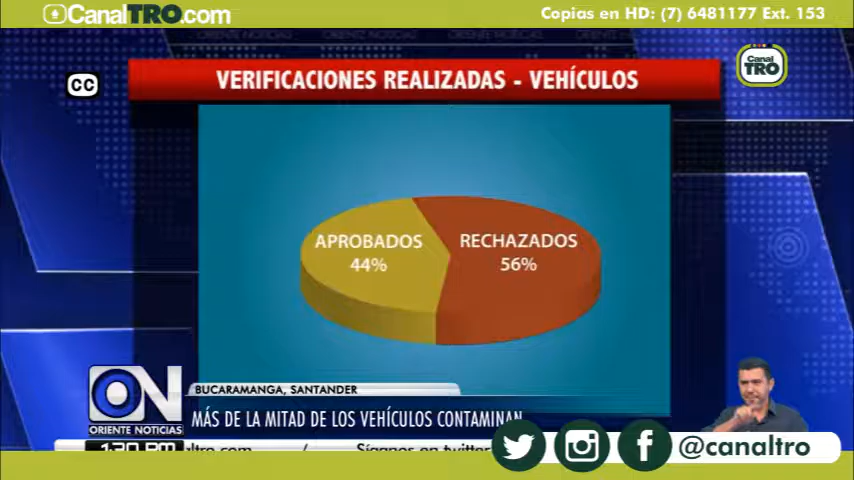 CanalTRO.com
Copias en HD: (7) 6481177 Ext. 153
CC
VERIFICACIONES REALIZADAS - VEHÍCULOS
Canal
TRO
APROBADOS
44%
RECHAZADOS
56%
ON
ORIENTE NOTICIAS
BUCARAMANGA, SANTANDER
MÁS DE LA MITAD DE LOS VEHÍCULOS CONTAMINAN
@canaltro